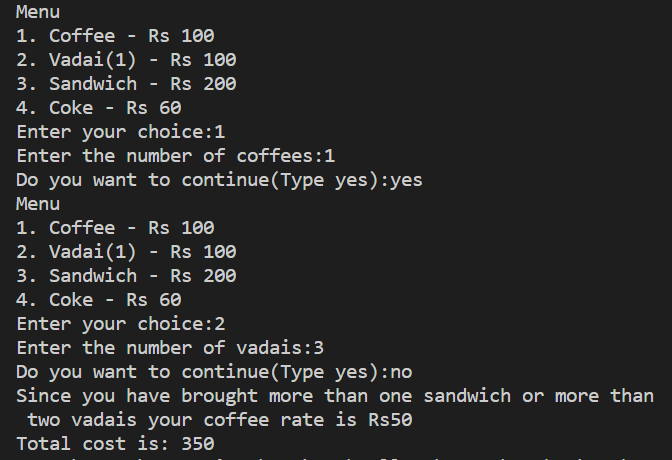 Menu
1. Coffee - Rs 100
2. Vadai(1) - Rs 100
3. Sandwich - Rs 200
4. Coke - Rs 60
Enter your choice:1
Enter the number of coffees:1
Do you want to continue(Type yes):yes
Menu
1. Coffee - Rs 100
2. Vadai(1) - Rs 100
3. Sandwich - Rs 200
4. Coke - Rs 60
Enter your choice:2
Enter the number of vadais:3
Do you want to continue(Type yes):no
Since you have brought more than one sandwich or more than
two vadais your coffee rate is Rs50
Total cost is: 350